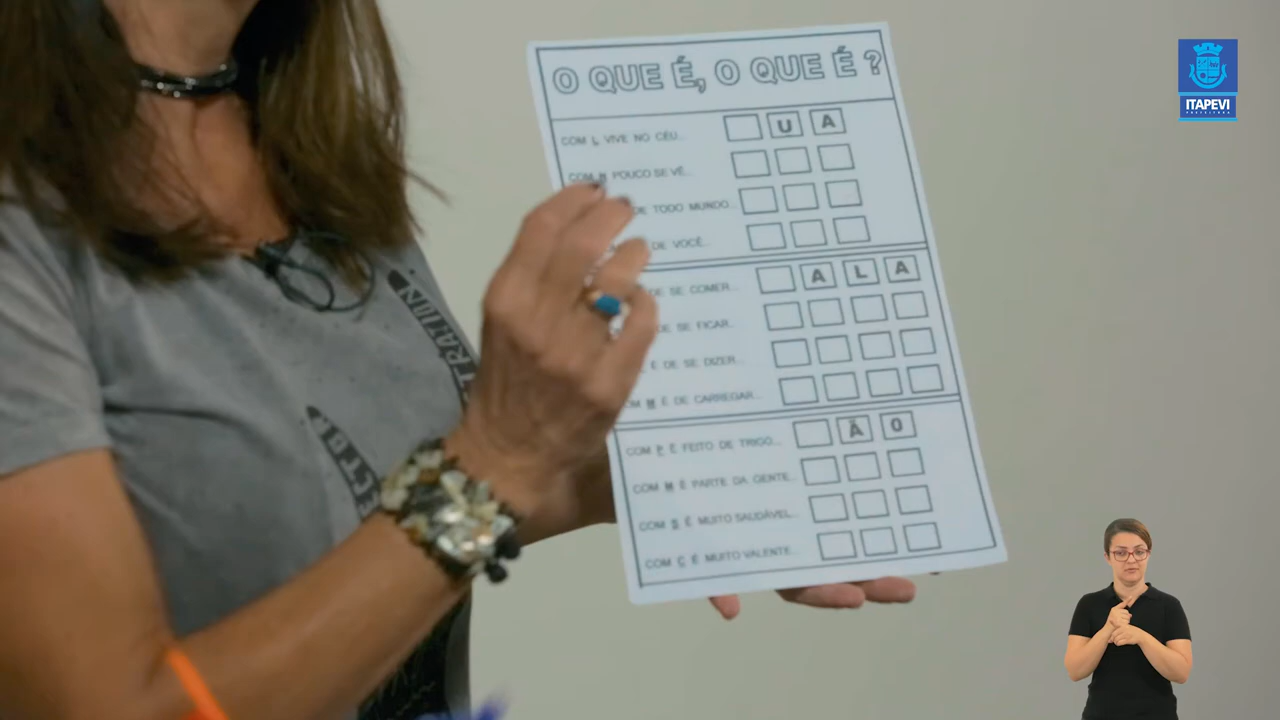 O QUE É, O QUE É ?
COM L VIVE NO CÉU...
U A
COM N POUCO SE VÊ...
DE TODO MUNDO...
DE VOCÊ...
DE SE COMER...
A L A
DE SE FICAR...
É DE SE DIZER...
COM M É DE CARREGAR...
COM P É FEITO DE TRIGO...
Ã O
COM M É PARTE DA GENTE...
COM S É MUITO SAUDÁVEL...
COM C É MUITO VALENTE...
ITAPEVI
PREFEITURA
TRATION